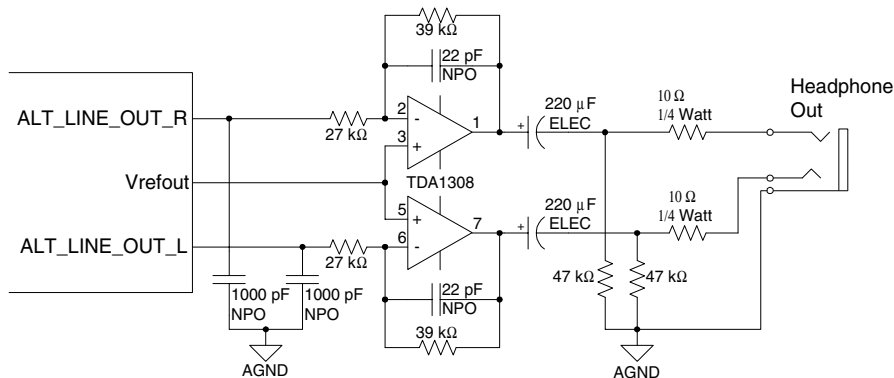 39 kΩ
22 pF
NPO
ALT_LINE_OUT_R
27 kΩ
2
-
3
+
1
TDA1308
+
220 µF
ELEC
10 Ω
1/4 Watt
Headphone
Out
Vrefout
ALT_LINE_OUT_L
27 kΩ
5
+
6
-
7
+
220 µF
ELEC
10 Ω
1/4 Watt
1000 pF
NPO
1000 pF
NPO
22 pF
NPO
39 kΩ
47 kΩ
47 kΩ
AGND
AGND